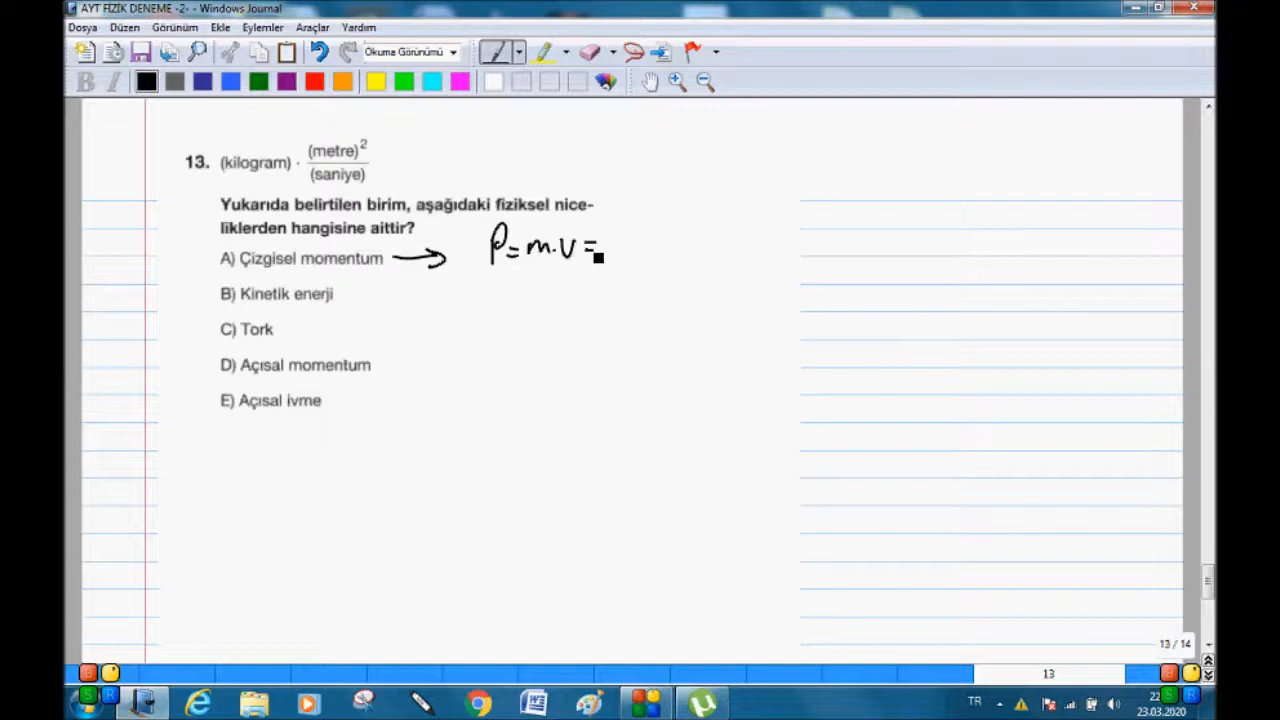 AYT FİZİK DENEME -2- - Windows Journal
Dosya Düzen Görünüm Ekle Eylemler Araçlar Yardım
Okuma Görünümü
B I
13. (kilogram) · (metre)²
(saniye)
Yukarıda belirtilen birim, aşağıdaki fiziksel nice-
liklerden hangisine aittir?
A) Çizgisel momentum → P = m.v =
B) Kinetik enerji
C) Tork
D) Açısal momentum
E) Açısal ivme
13 / 14
13
S R
TR
23.03.2020